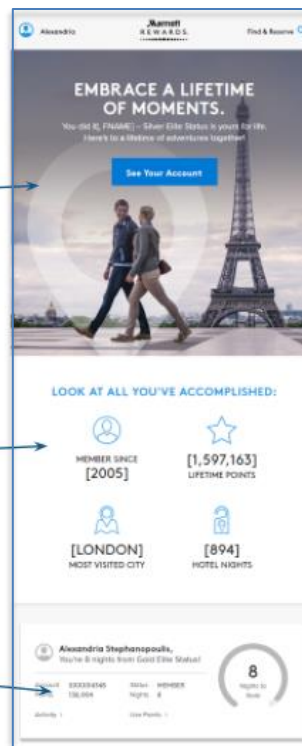 Alexandria
Marriott
REWARDS.
Find & Reserve
EMBRACE A LIFETIME
OF MOMENTS.
You did it, FNAME] – Silver Elite Status is yours for life.
Here's to a lifetime of adventures together!
See Your Account
LOOK AT ALL YOU'VE ACCOMPLISHED:
MEMBER SINCE
[2005]
[1,597,163]
LIFETIME POINTS
[LONDON]
MOST VISITED CITY
[894]
HOTEL NIGHTS
Alexandria Stephanopoulis,
You're 8 nights from Gold Elite Status!
Account
Status MEMBER
Nights 8
8
Nights to
Activity >
Use Points >